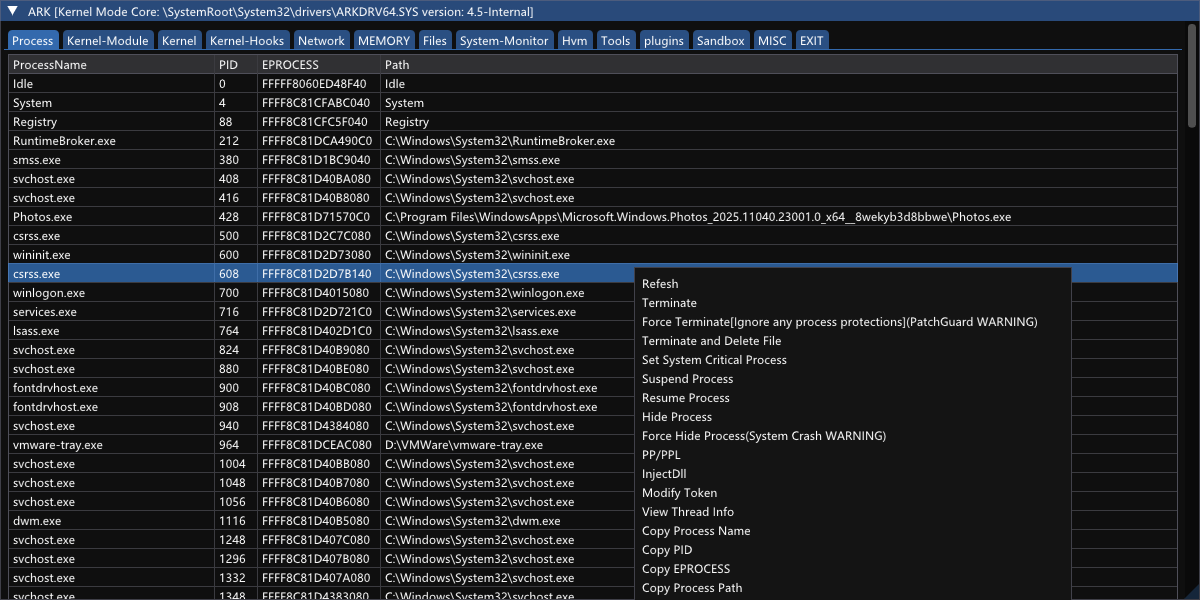 ARK [Kernel Mode Core: \SystemRoot\System32\drivers\ARKDRV64.SYS version: 4.5-Internal]
Process Kernel-Module Kernel Kernel-Hooks Network MEMORY Files System-Monitor Hvm Tools plugins Sandbox MISC EXIT
ProcessName PID EPROCESS Path
Idle 0 FFFFF8060ED48F40 Idle
System 4 FFFF8C81CFABC040 System
Registry 88 FFFF8C81CFC5F040 Registry
RuntimeBroker.exe 212 FFFF8C81DCA490C0 C:\Windows\System32\RuntimeBroker.exe
smss.exe 380 FFFF8C81D1BC9040 C:\Windows\System32\smss.exe
svchost.exe 408 FFFF8C81D40BA080 C:\Windows\System32\svchost.exe
svchost.exe 416 FFFF8C81D40B8080 C:\Windows\System32\svchost.exe
Photos.exe 428 FFFF8C81D71570C0 C:\Program Files\WindowsApps\Microsoft.Windows.Photos_2025.11040.23001.0_x64__8wekyb3d8bbwe\Photos.exe
csrss.exe 500 FFFF8C81D2C7C080 C:\Windows\System32\csrss.exe
wininit.exe 600 FFFF8C81D2D73080 C:\Windows\System32\wininit.exe
csrss.exe 608 FFFF8C81D2D7B140 C:\Windows\System32\csrss.exe
winlogon.exe 700 FFFF8C81D4015080 C:\Windows\System32\winlogon.exe
services.exe 716 FFFF8C81D2D721C0 C:\Windows\System32\services.exe
lsass.exe 764 FFFF8C81D402D1C0 C:\Windows\System32\lsass.exe
svchost.exe 824 FFFF8C81D40B9080 C:\Windows\System32\svchost.exe
svchost.exe 880 FFFF8C81D40BE080 C:\Windows\System32\svchost.exe
fontdrvhost.exe 900 FFFF8C81D40BC080 C:\Windows\System32\fontdrvhost.exe
fontdrvhost.exe 908 FFFF8C81D40BD080 C:\Windows\System32\fontdrvhost.exe
svchost.exe 940 FFFF8C81D4384080 C:\Windows\System32\svchost.exe
vmware-tray.exe 964 FFFF8C81DCEAC080 D:\VMWare\vmware-tray.exe
svchost.exe 1004 FFFF8C81D40BB080 C:\Windows\System32\svchost.exe
svchost.exe 1048 FFFF8C81D40B7080 C:\Windows\System32\svchost.exe
svchost.exe 1056 FFFF8C81D40B6080 C:\Windows\System32\svchost.exe
dwm.exe 1116 FFFF8C81D40B5080 C:\Windows\System32\dwm.exe
svchost.exe 1248 FFFF8C81D407C080 C:\Windows\System32\svchost.exe
svchost.exe 1296 FFFF8C81D407B080 C:\Windows\System32\svchost.exe
svchost.exe 1332 FFFF8C81D407A080 C:\Windows\System32\svchost.exe
svchost.exe 1348 FFFF8C81D4383080 C:\Windows\System32\svchost.exe
Refesh
Terminate
Force Terminate[Ignore any process protections](PatchGuard WARNING)
Terminate and Delete File
Set System Critical Process
Suspend Process
Resume Process
Hide Process
Force Hide Process(System Crash WARNING)
PP/PPL
InjectDll
Modify Token
View Thread Info
Copy Process Name
Copy PID
Copy EPROCESS
Copy Process Path